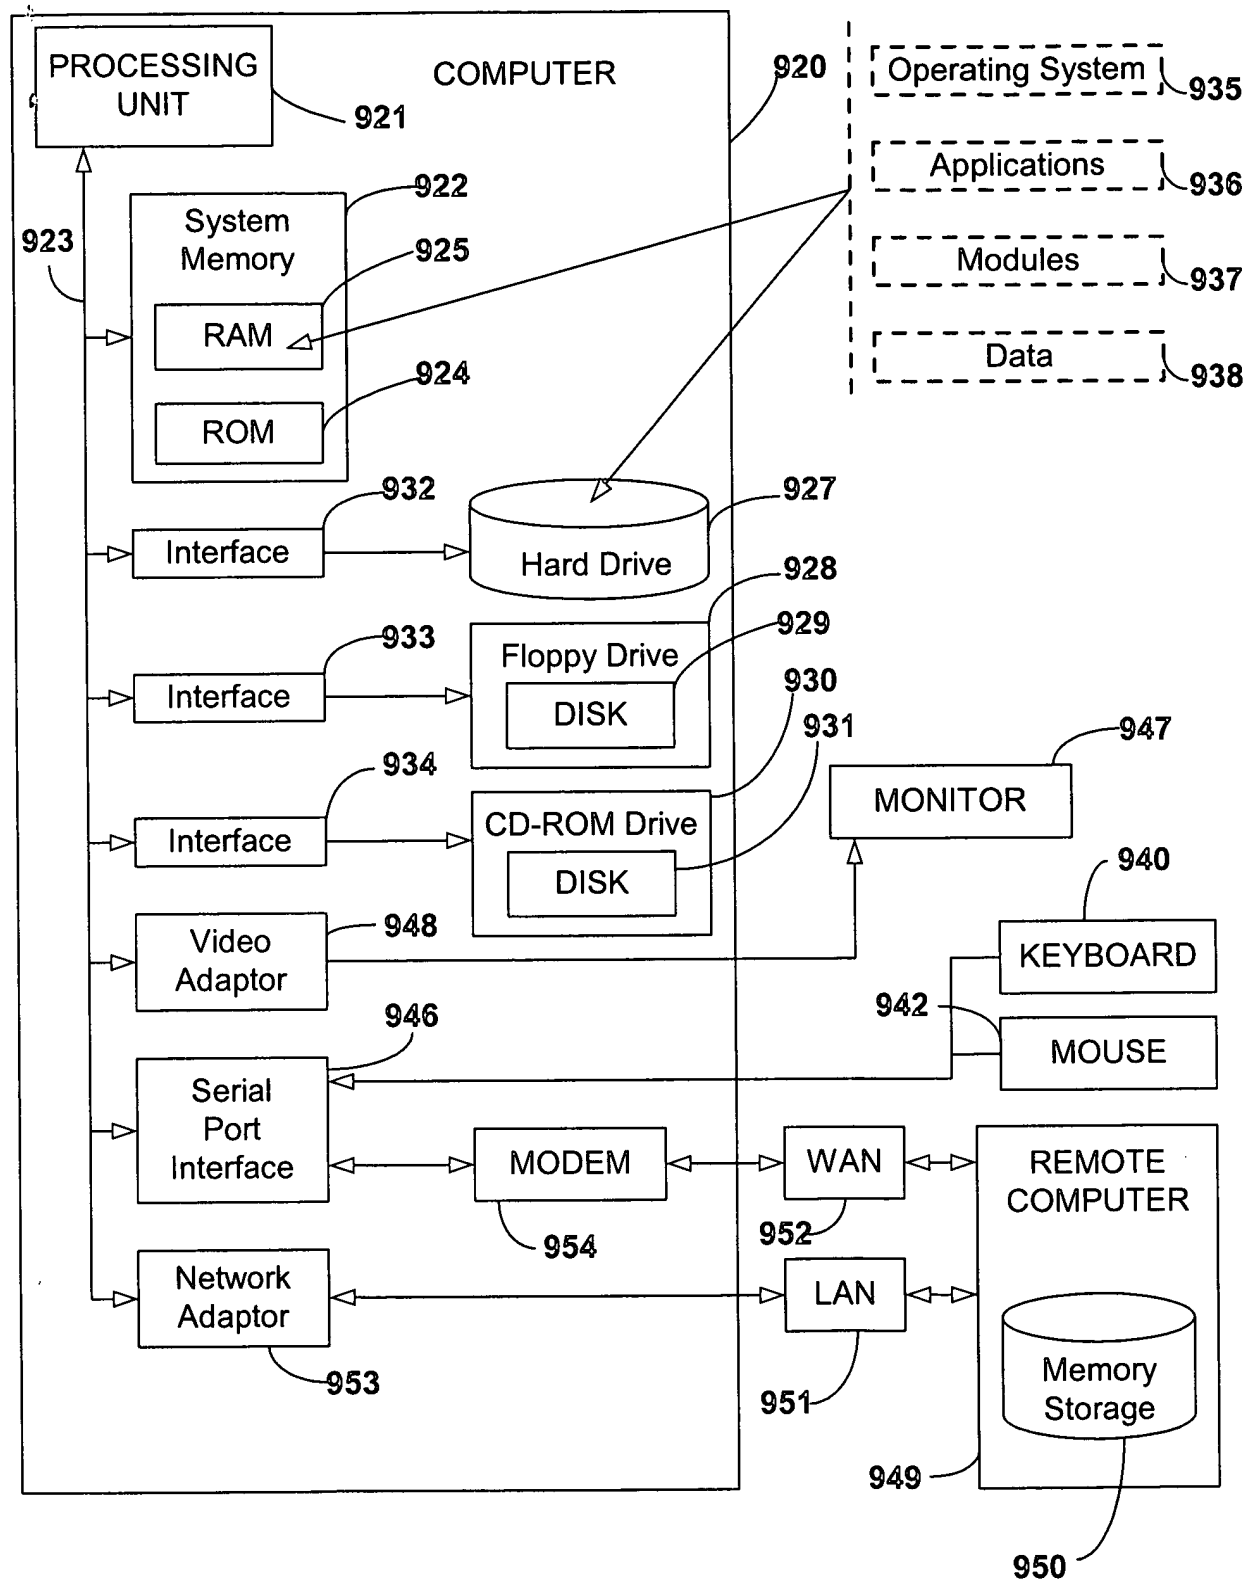 PROCESSING
UNIT
921
COMPUTER
920
Operating System
935
Applications
936
Modules
937
Data
938
923
922
System
Memory
925
RAM
924
ROM
932
Interface
927
Hard Drive
928
933
Interface
929
Floppy Drive
DISK
930
931
934
Interface
CD-ROM Drive
DISK
947
MONITOR
948
Video
Adaptor
940
KEYBOARD
942
MOUSE
946
Serial
Port
Interface
MODEM
954
WAN
952
REMOTE
COMPUTER
Network
Adaptor
953
LAN
951
Memory
Storage
949
950